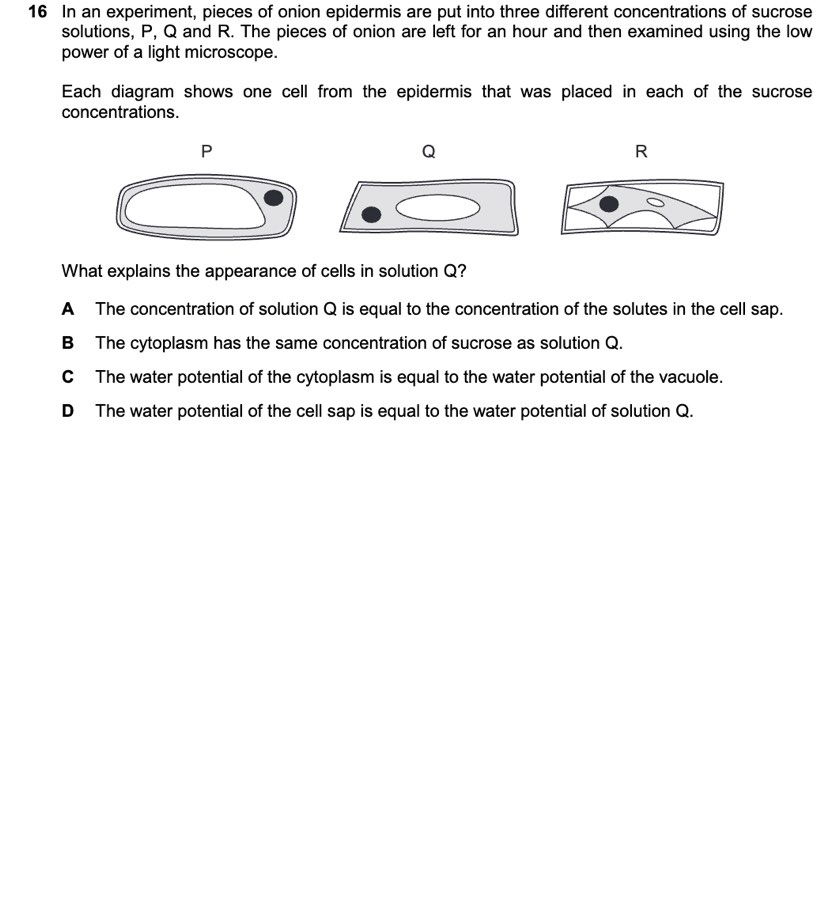 16 In an experiment, pieces of onion epidermis are put into three different concentrations of sucrose
solutions, P, Q and R. The pieces of onion are left for an hour and then examined using the low
power of a light microscope.
Each diagram shows one cell from the epidermis that was placed in each of the sucrose
concentrations.
P Q R
What explains the appearance of cells in solution Q?
A The concentration of solution Q is equal to the concentration of the solutes in the cell sap.
B The cytoplasm has the same concentration of sucrose as solution Q.
C The water potential of the cytoplasm is equal to the water potential of the vacuole.
D The water potential of the cell sap is equal to the water potential of solution Q.